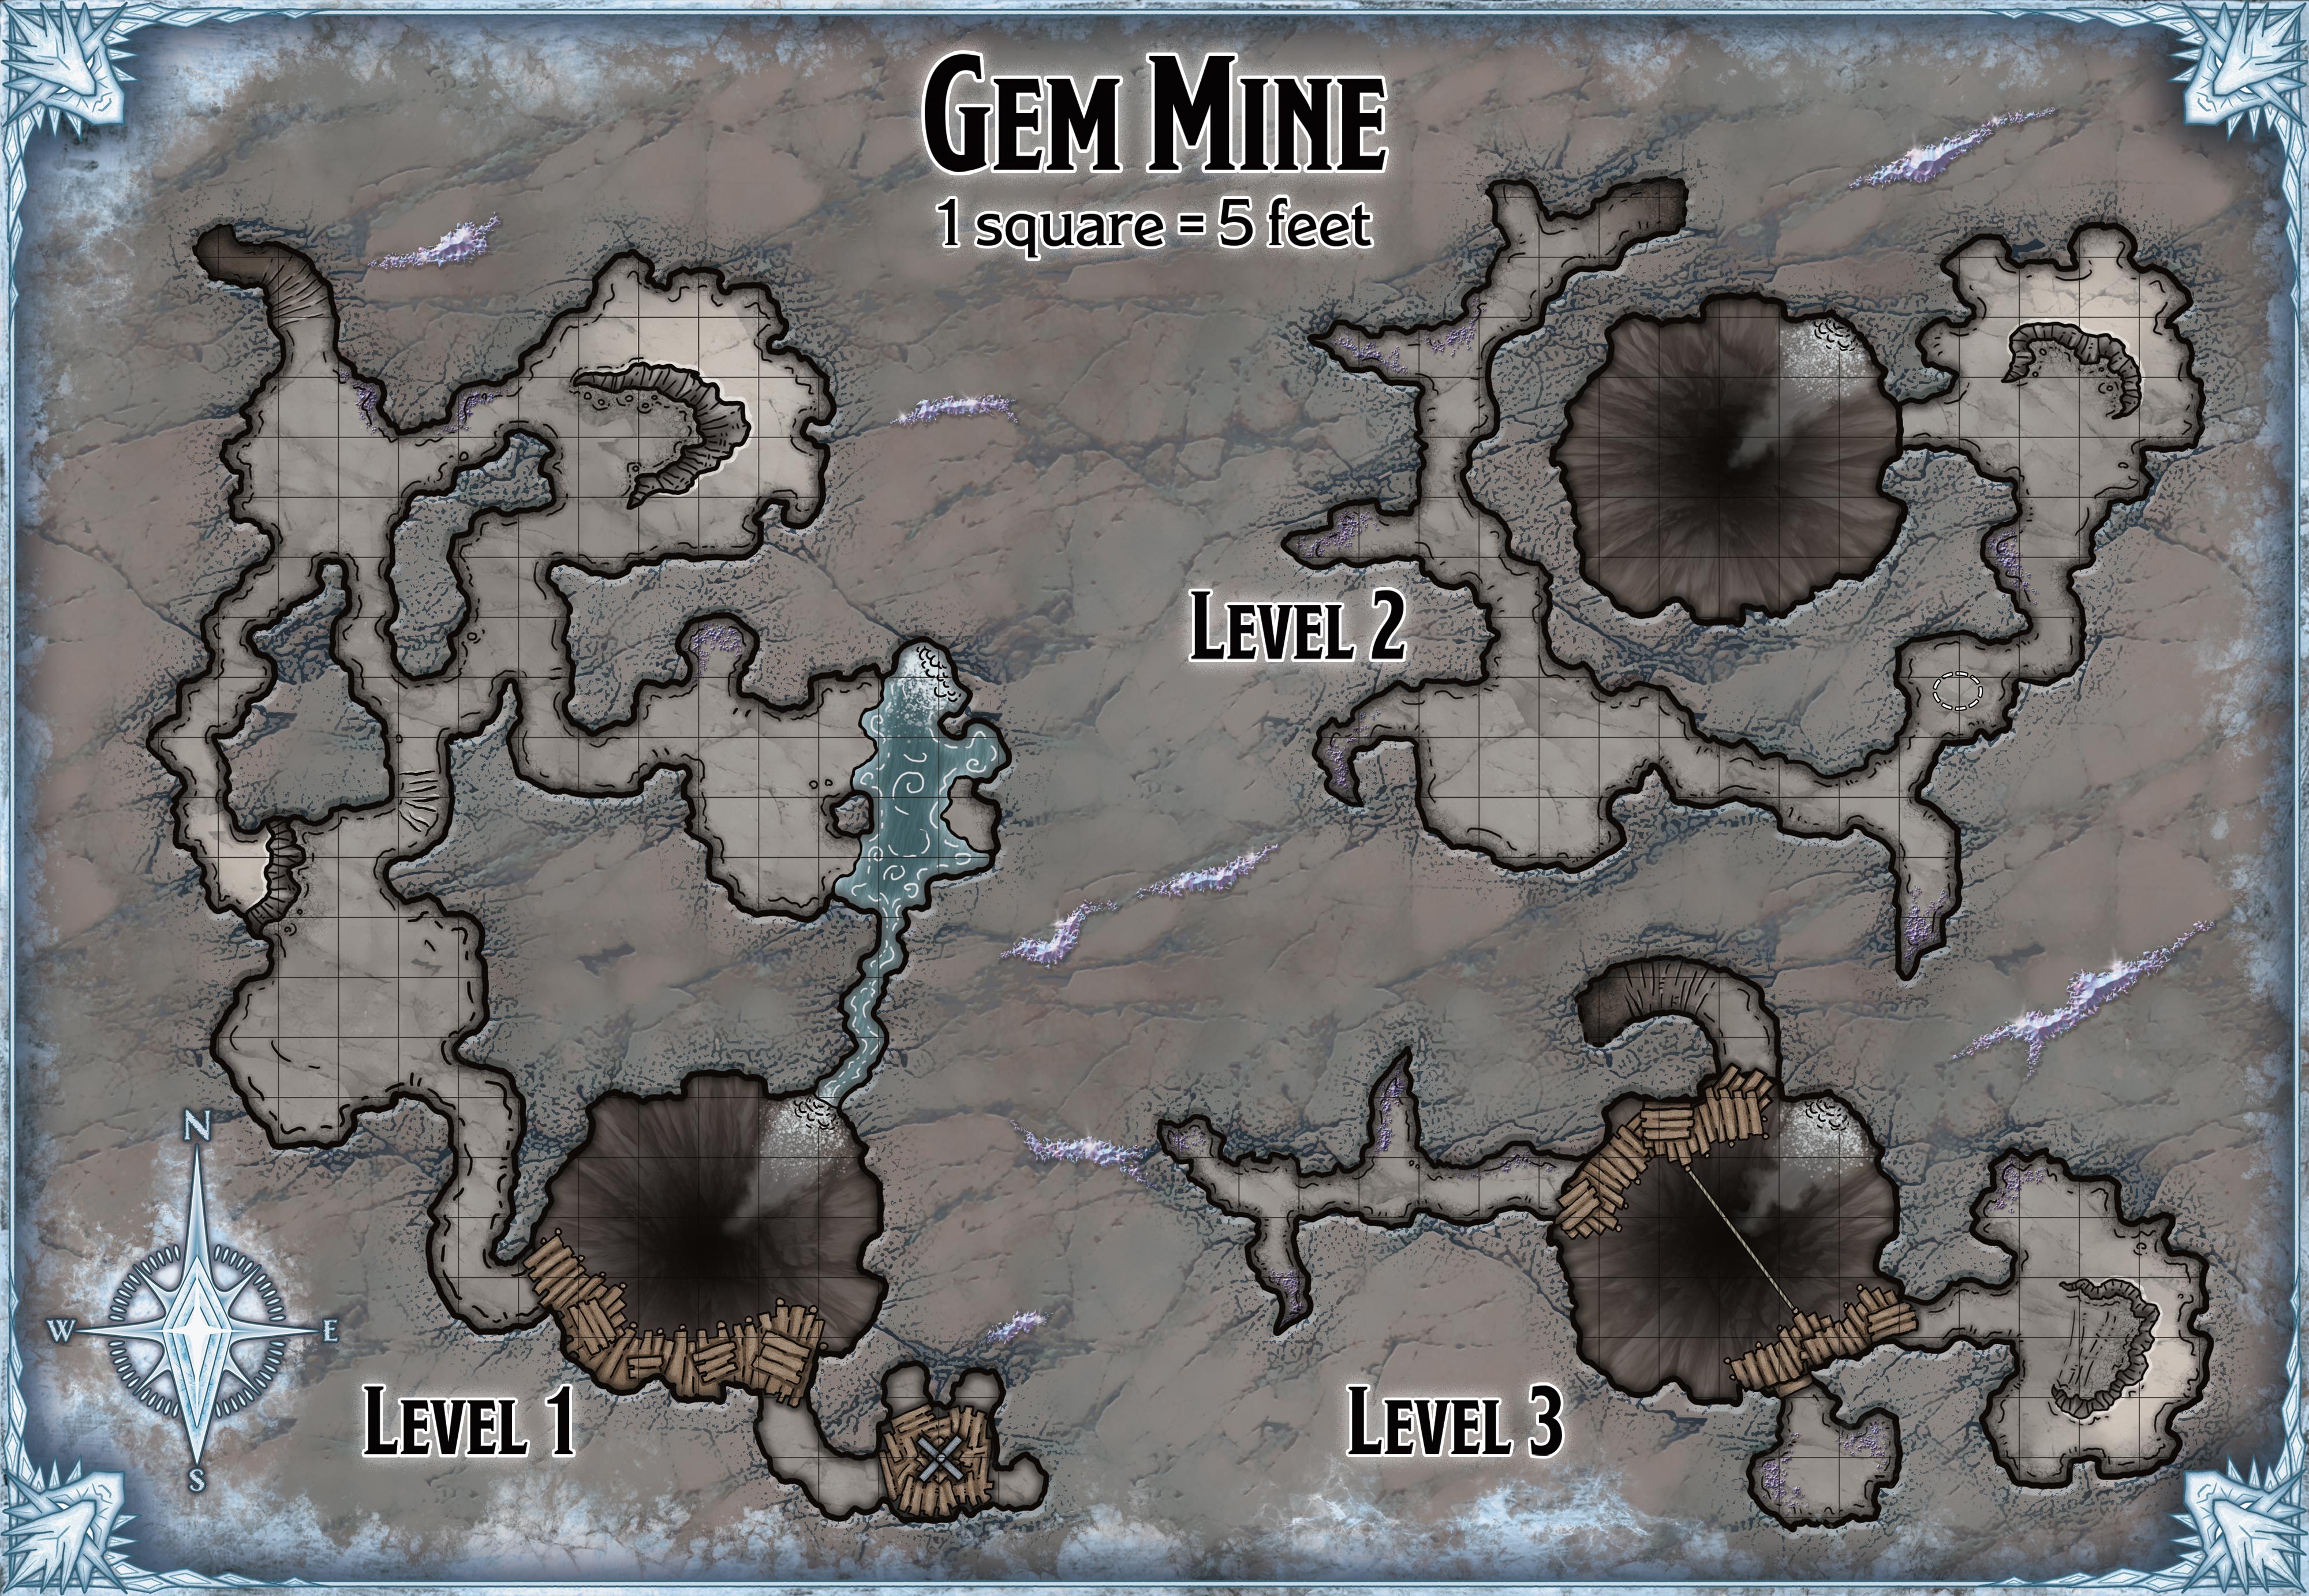 GEM MINE
1 square = 5 feet
LEVEL 2
N
W
E
S
LEVEL 1
LEVEL 3